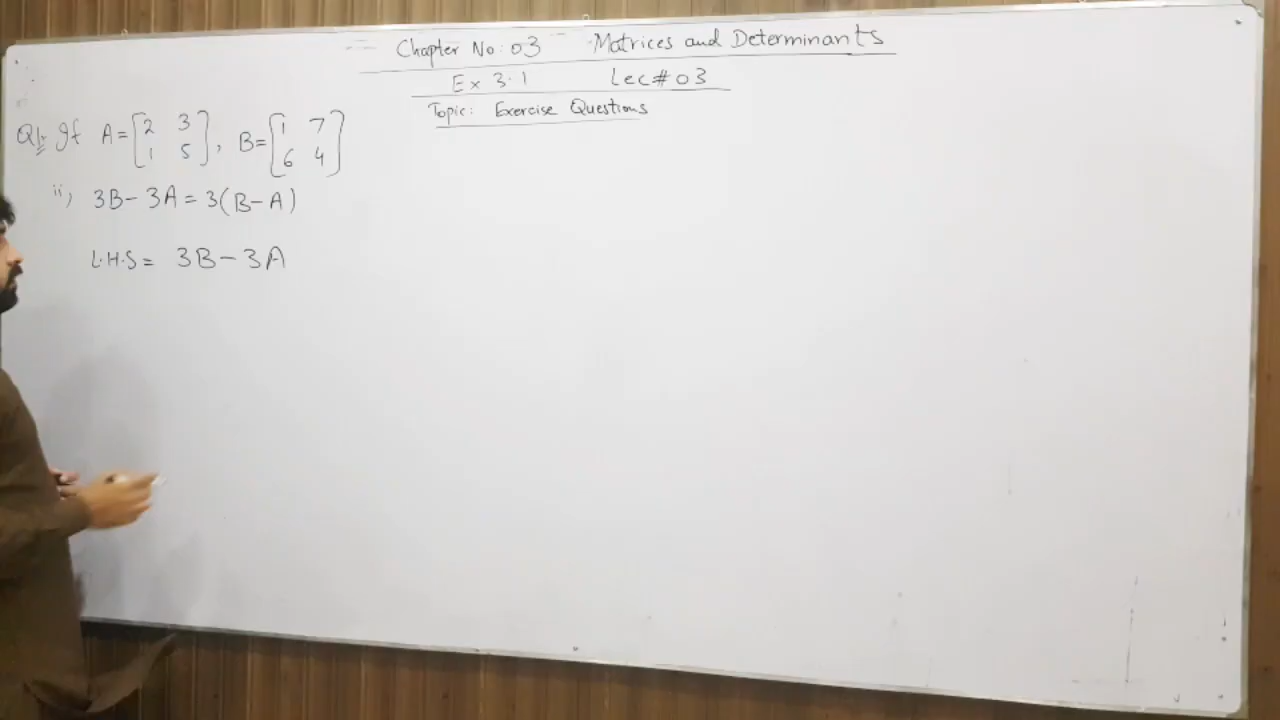 Chapter No: 03 Matrices and Determinants
Ex 3.1 Lec# 03
Topic: Exercise Questions
Q1: If A = [2 3
1 5], B = [1 7
6 4]
ii, 3B - 3A = 3(B - A)
L.H.S = 3B - 3A